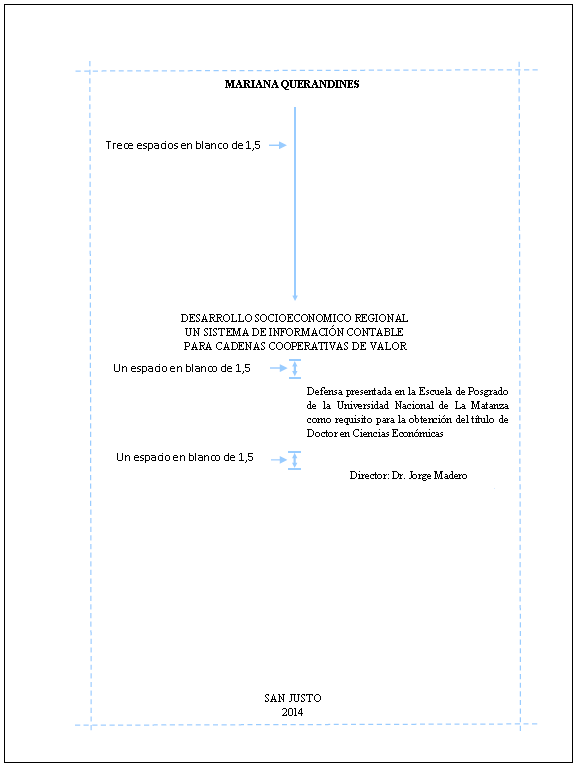 MARIANA QUERANDINES
Trece espacios en blanco de 1,5
DESARROLLO SOCIOECONOMICO REGIONAL
UN SISTEMA DE INFORMACIÓN CONTABLE
PARA CADENAS COOPERATIVAS DE VALOR
Un espacio en blanco de 1,5
Defensa presentada en la Escuela de Posgrado
de la Universidad Nacional de La Matanza
como requisito para la obtención del título de
Doctor en Ciencias Económicas
Un espacio en blanco de 1,5
Director: Dr. Jorge Madero
SAN JUSTO
2014